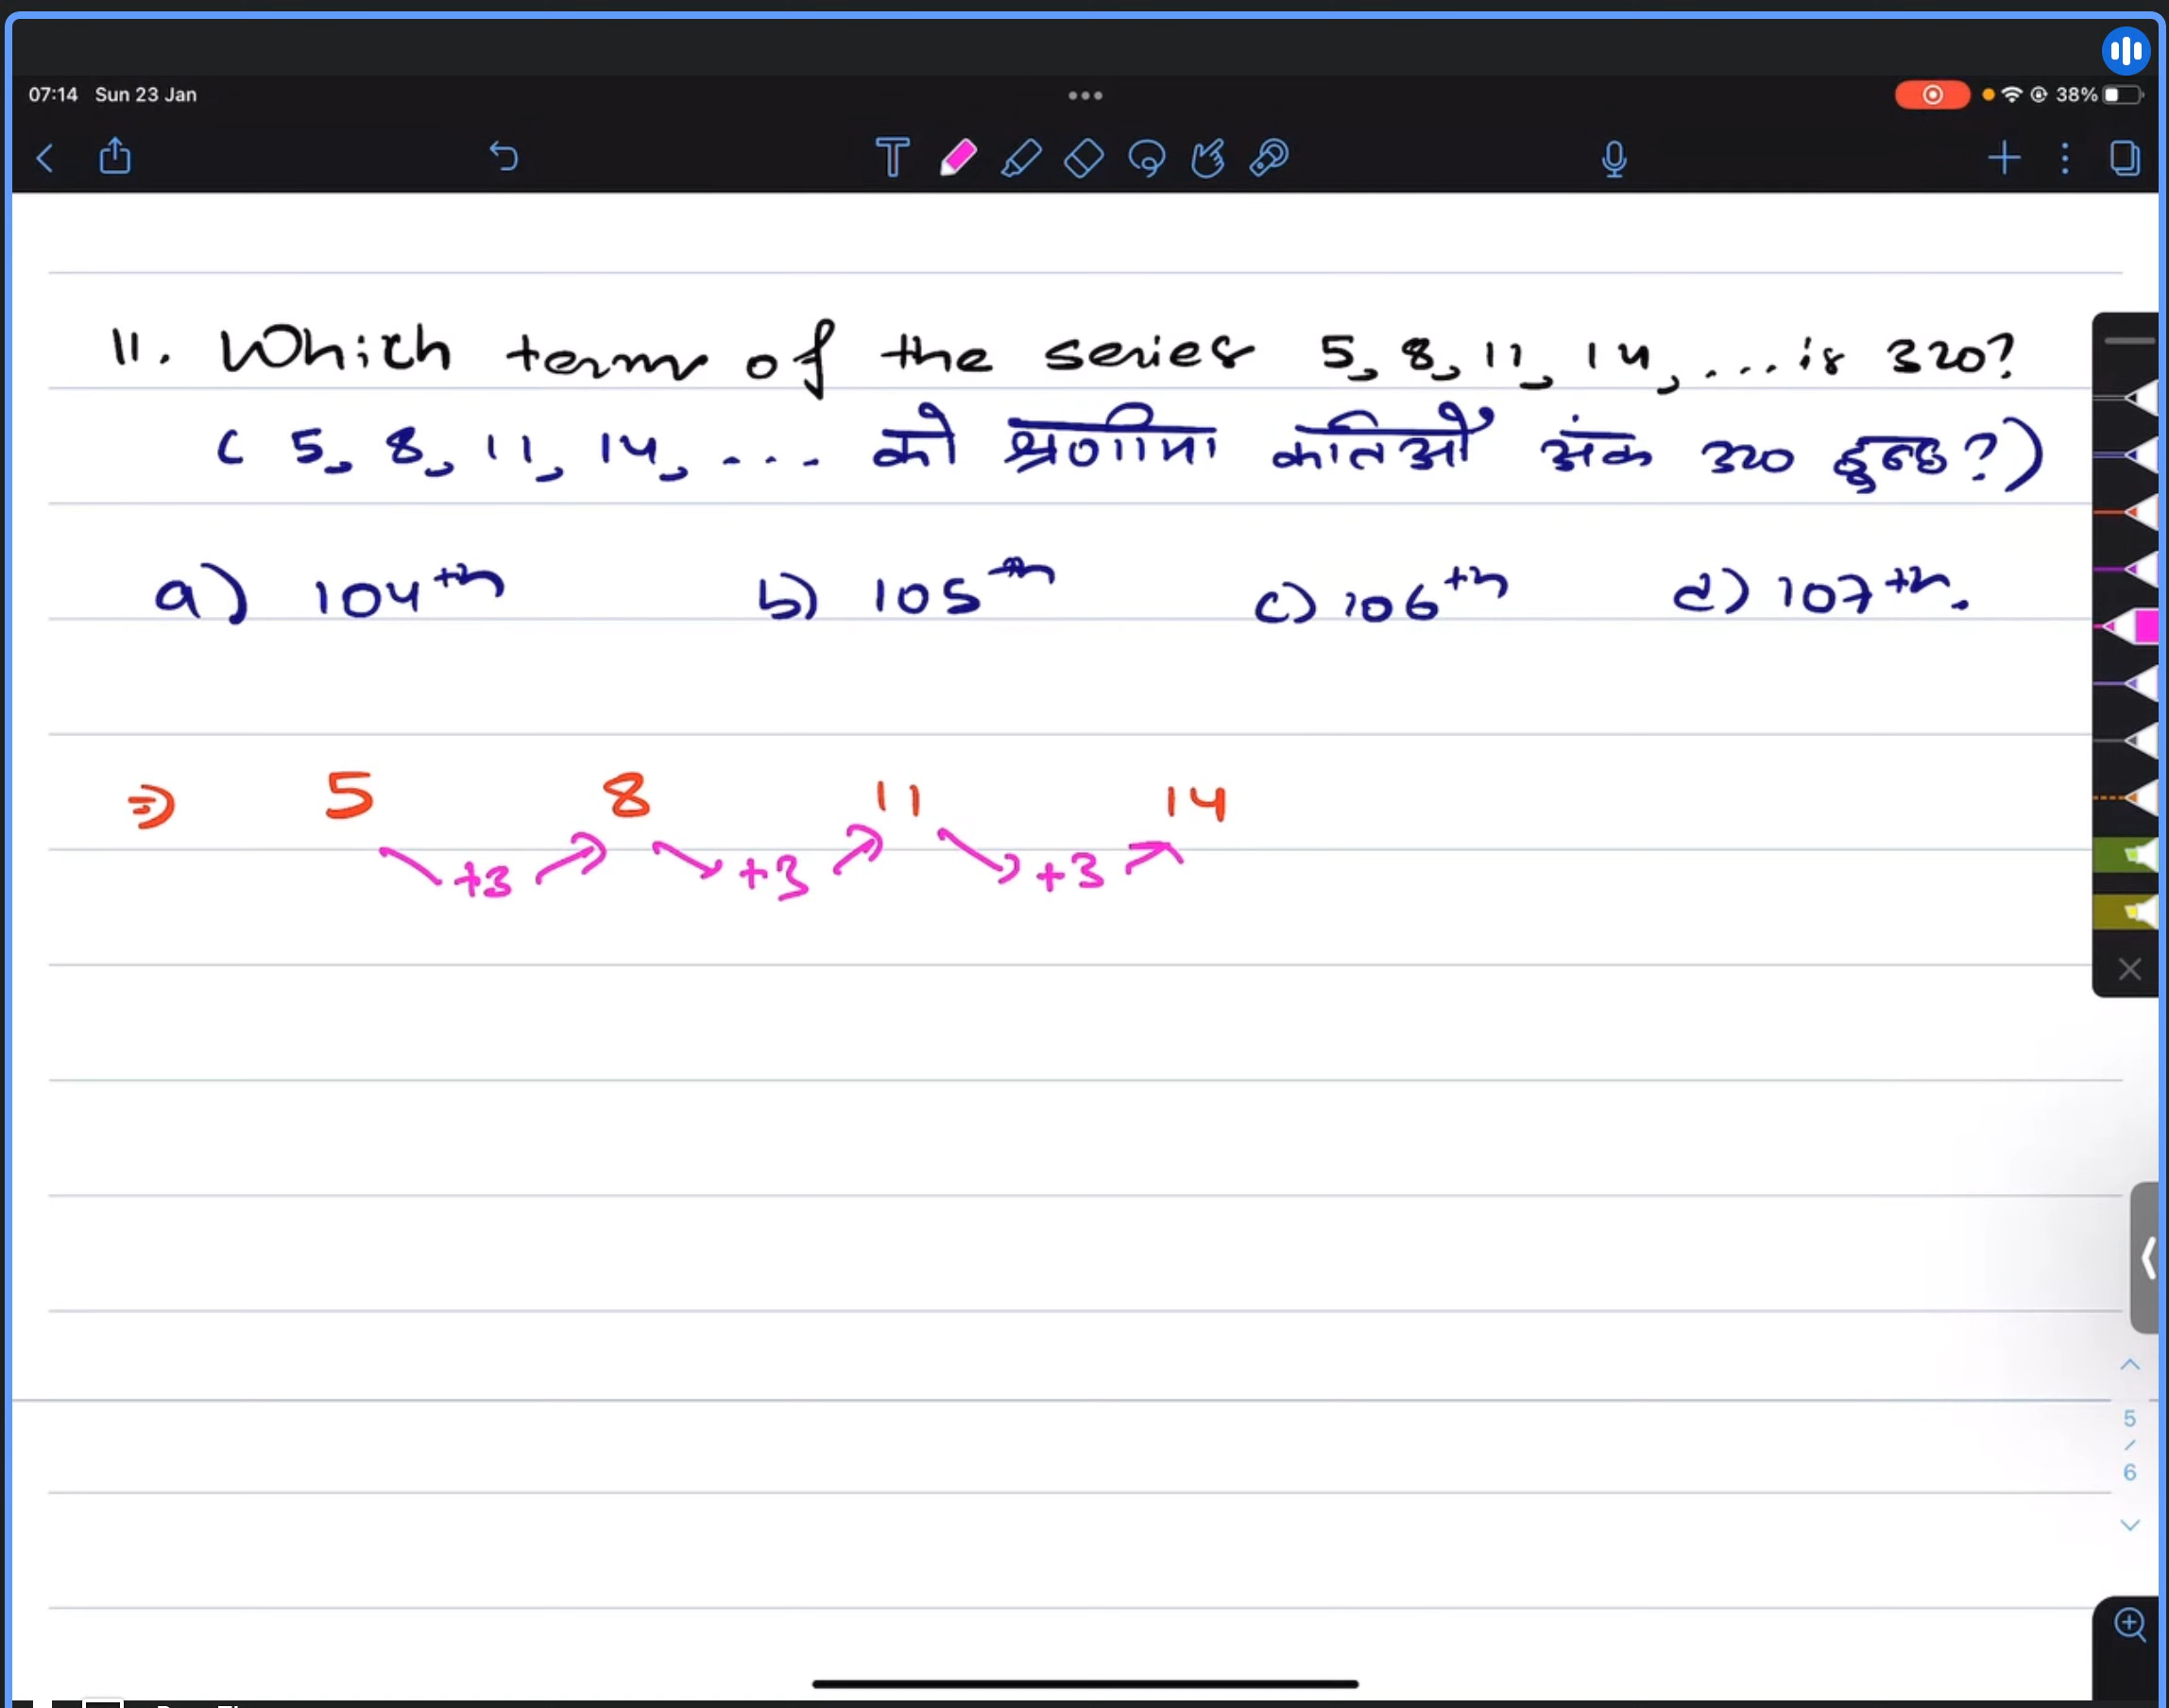 07:14 Sun 23 Jan
38%
11. Which term of the series 5, 8, 11, 14, ... is 320?
( 5, 8, 11, 14, ... को अंक 320 हुन्छ ?)
a) 104th b) 105th c) 106th d) 107th.
⇒ 5 8 11 14
+3 +3 +3
5
/
6